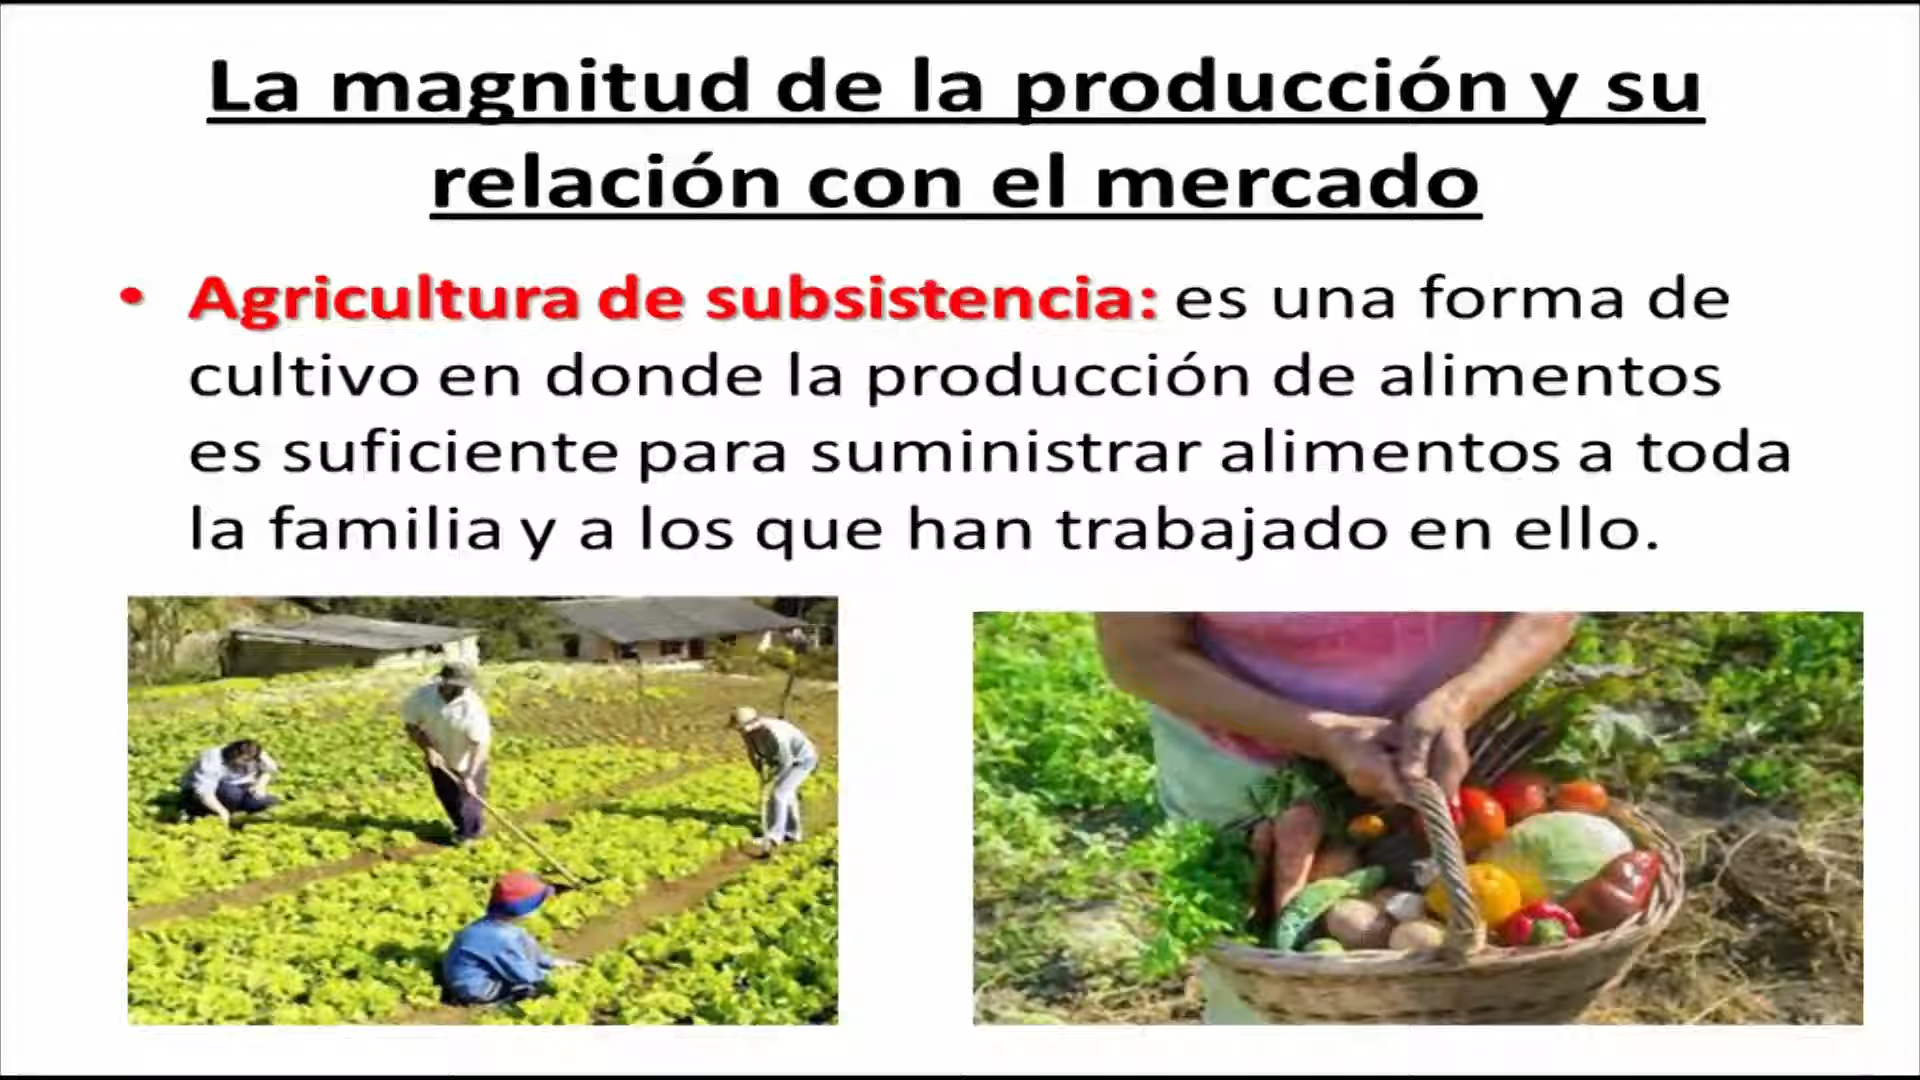 La magnitud de la producción y su
relación con el mercado
• Agricultura de subsistencia: es una forma de
cultivo en donde la producción de alimentos
es suficiente para suministrar alimentos a toda
la familia y a los que han trabajado en ello.